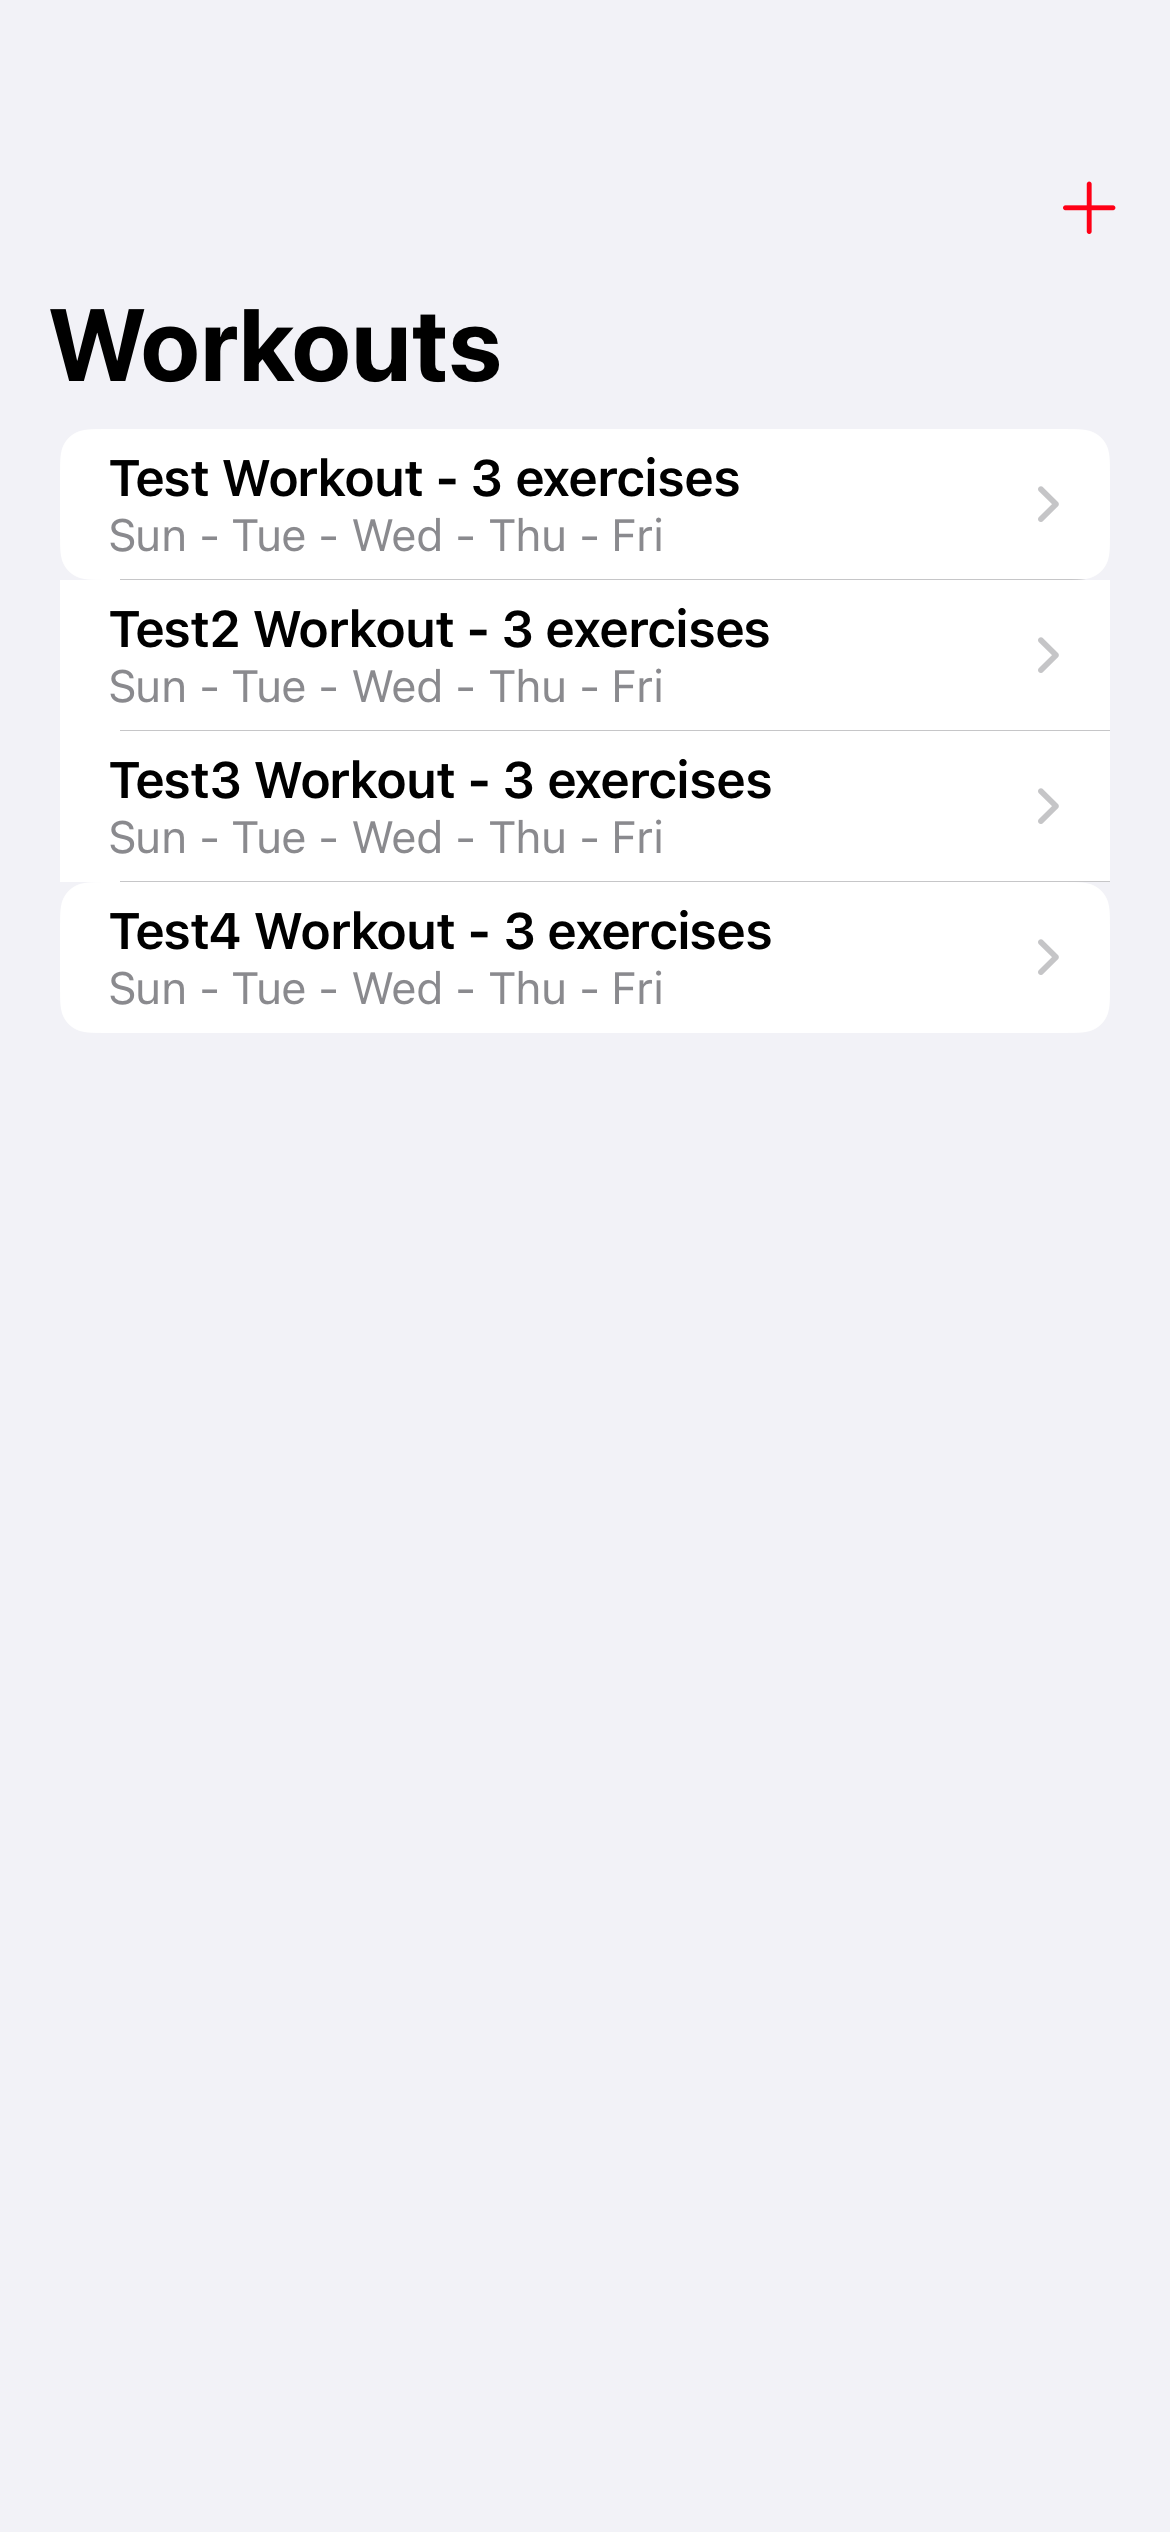 Workouts
Test Workout - 3 exercises
Sun - Tue - Wed - Thu - Fri
Test2 Workout - 3 exercises
Sun - Tue - Wed - Thu - Fri
Test3 Workout - 3 exercises
Sun - Tue - Wed - Thu - Fri
Test4 Workout - 3 exercises
Sun - Tue - Wed - Thu - Fri